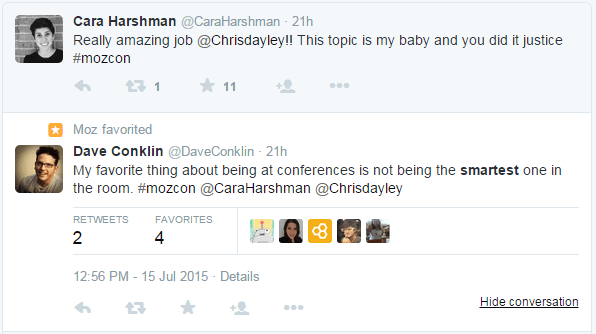 Cara Harshman @CaraHarshman · 21h
Really amazing job @Chrisdayley!! This topic is my baby and you did it justice
#mozcon
1 11
Moz favorited
Dave Conklin @DaveConklin · 21h
My favorite thing about being at conferences is not being the smartest one in
the room. #mozcon @CaraHarshman @Chrisdayley
RETWEETS FAVORITES
2 4
12:56 PM - 15 Jul 2015 · Details
Hide conversation